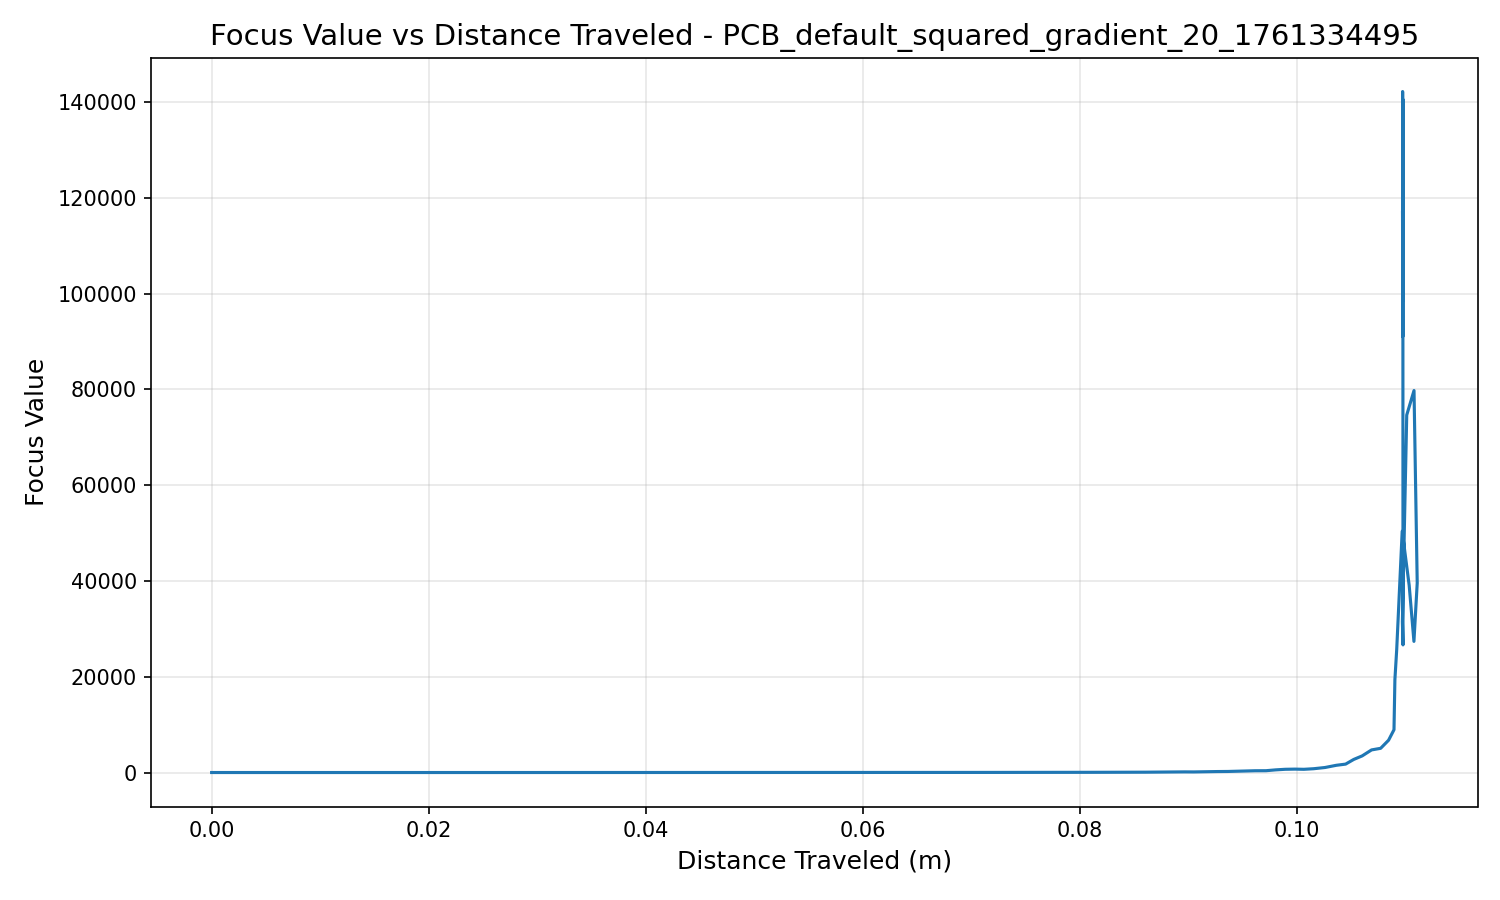 Focus Value vs Distance Traveled - PCB_default_squared_gradient_20_1761334495
140000
120000
100000
80000
60000
40000
20000
0
Focus Value
0.00 0.02 0.04 0.06 0.08 0.10
Distance Traveled (m)